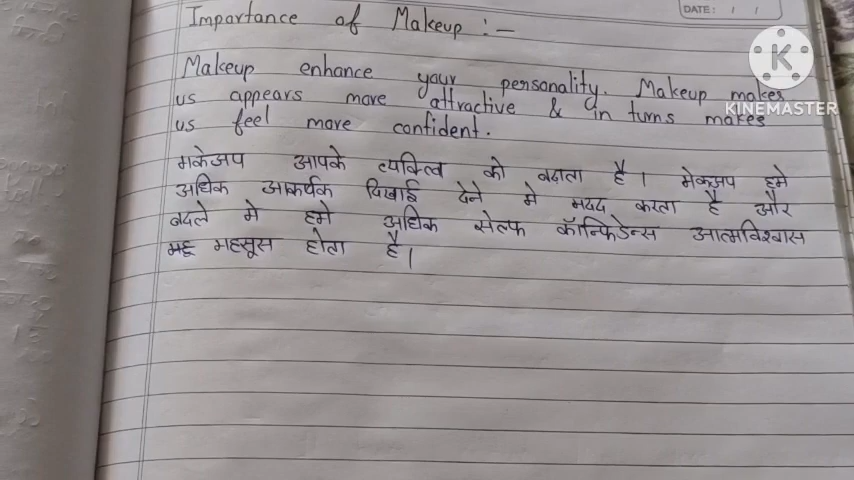 DATE: / /
Importance of Makeup :-
Makeup enhance your personality. Makeup makes
us appears more attractive & in turns makes
us feel more confident.
मकेअप आपके व्यक्तित्व को बढ़ाता है। मेकअप हमे
अधिक आकर्षक दिखाई देने मे मदद करता है और
बदले मे हमे अधिक सेल्फ कॉन्फिडेन्स आत्मविश्वास
महसूस होता है।
KINEMASTER